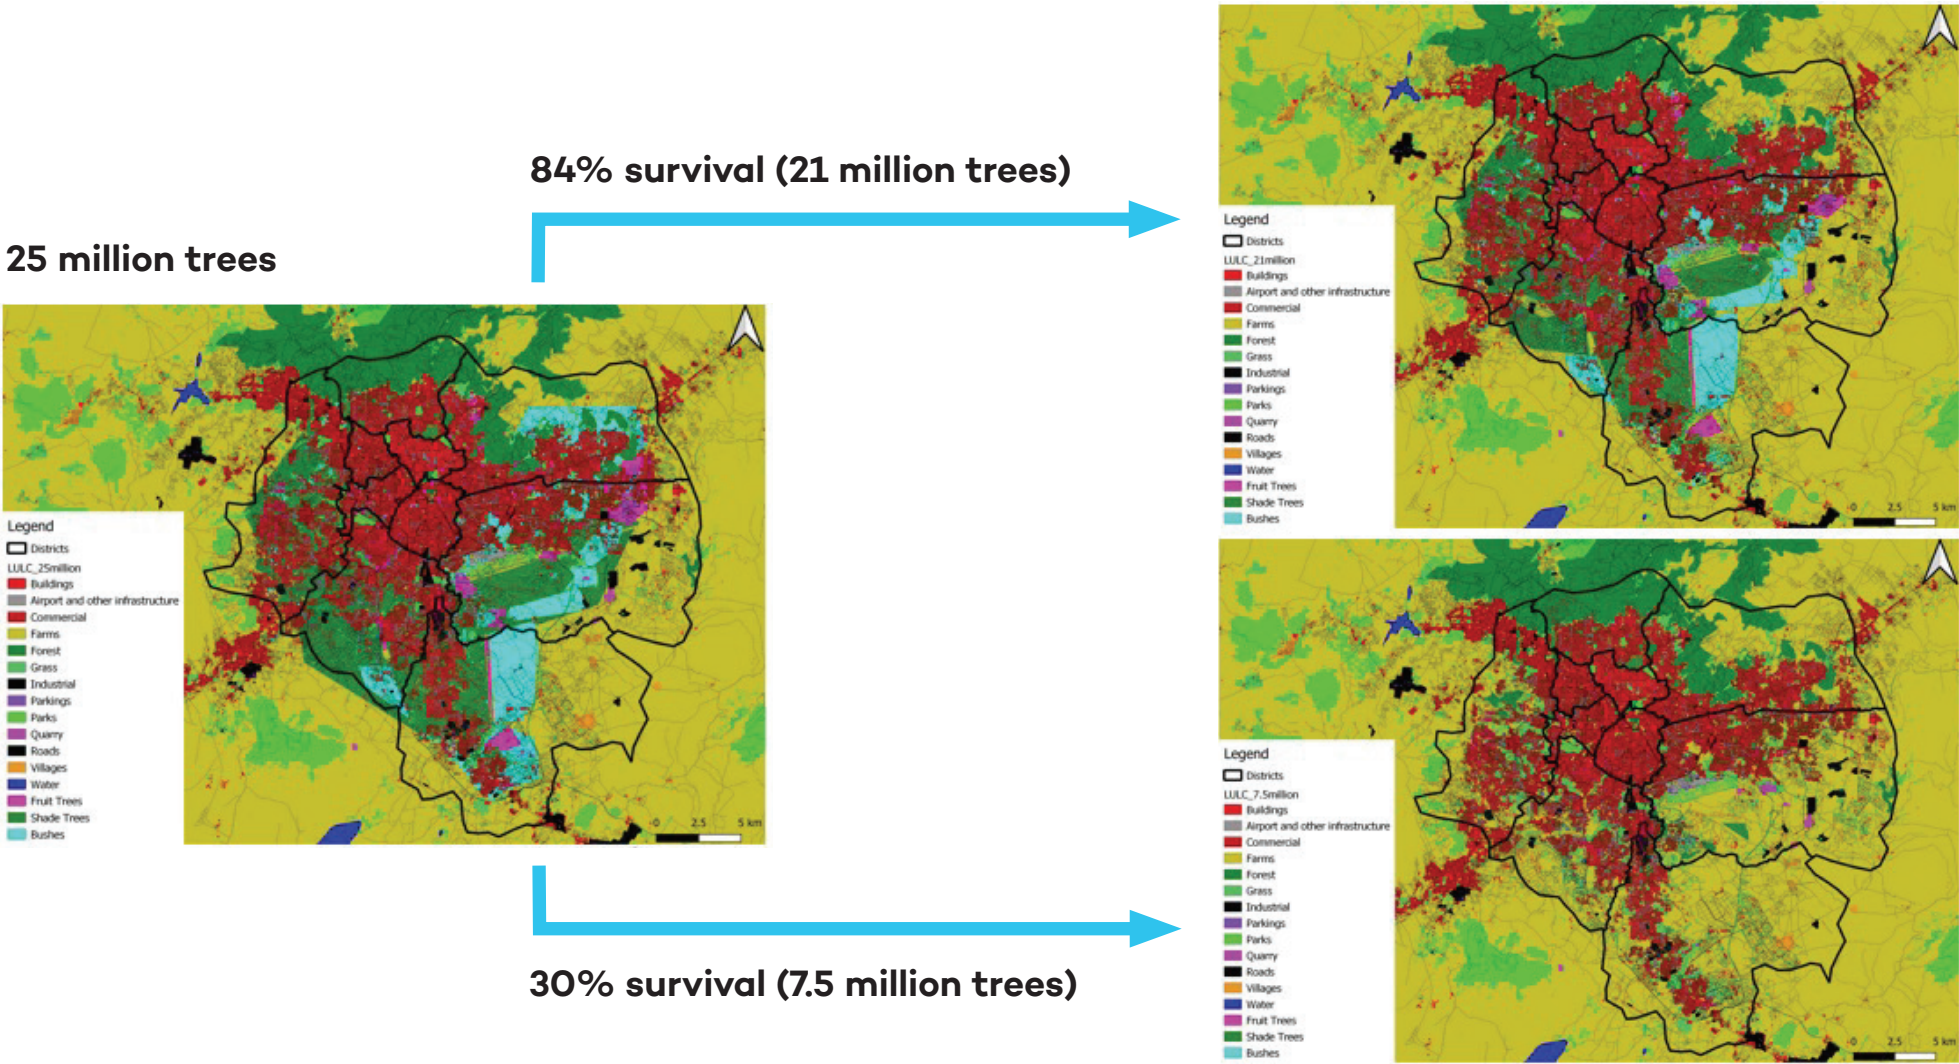 84% survival (21 million trees)
25 million trees
Legend
Districts
LULC_25million
Buildings
Airport and other infrastructure
Commercial
Farms
Forest
Grass
Industrial
Parkings
Parks
Quarry
Roads
Villages
Water
Fruit Trees
Shade Trees
Bushes
0 2.5 5 km
Legend
Districts
LULC_21million
Buildings
Airport and other infrastructure
Commercial
Farms
Forest
Grass
Industrial
Parkings
Parks
Quarry
Roads
Villages
Water
Fruit Trees
Shade Trees
Bushes
0 2.5 5 km
30% survival (7.5 million trees)
Legend
Districts
LULC_7.5million
Buildings
Airport and other infrastructure
Commercial
Farms
Forest
Grass
Industrial
Parkings
Parks
Quarry
Roads
Villages
Water
Fruit Trees
Shade Trees
Bushes
0 2.5 5 km